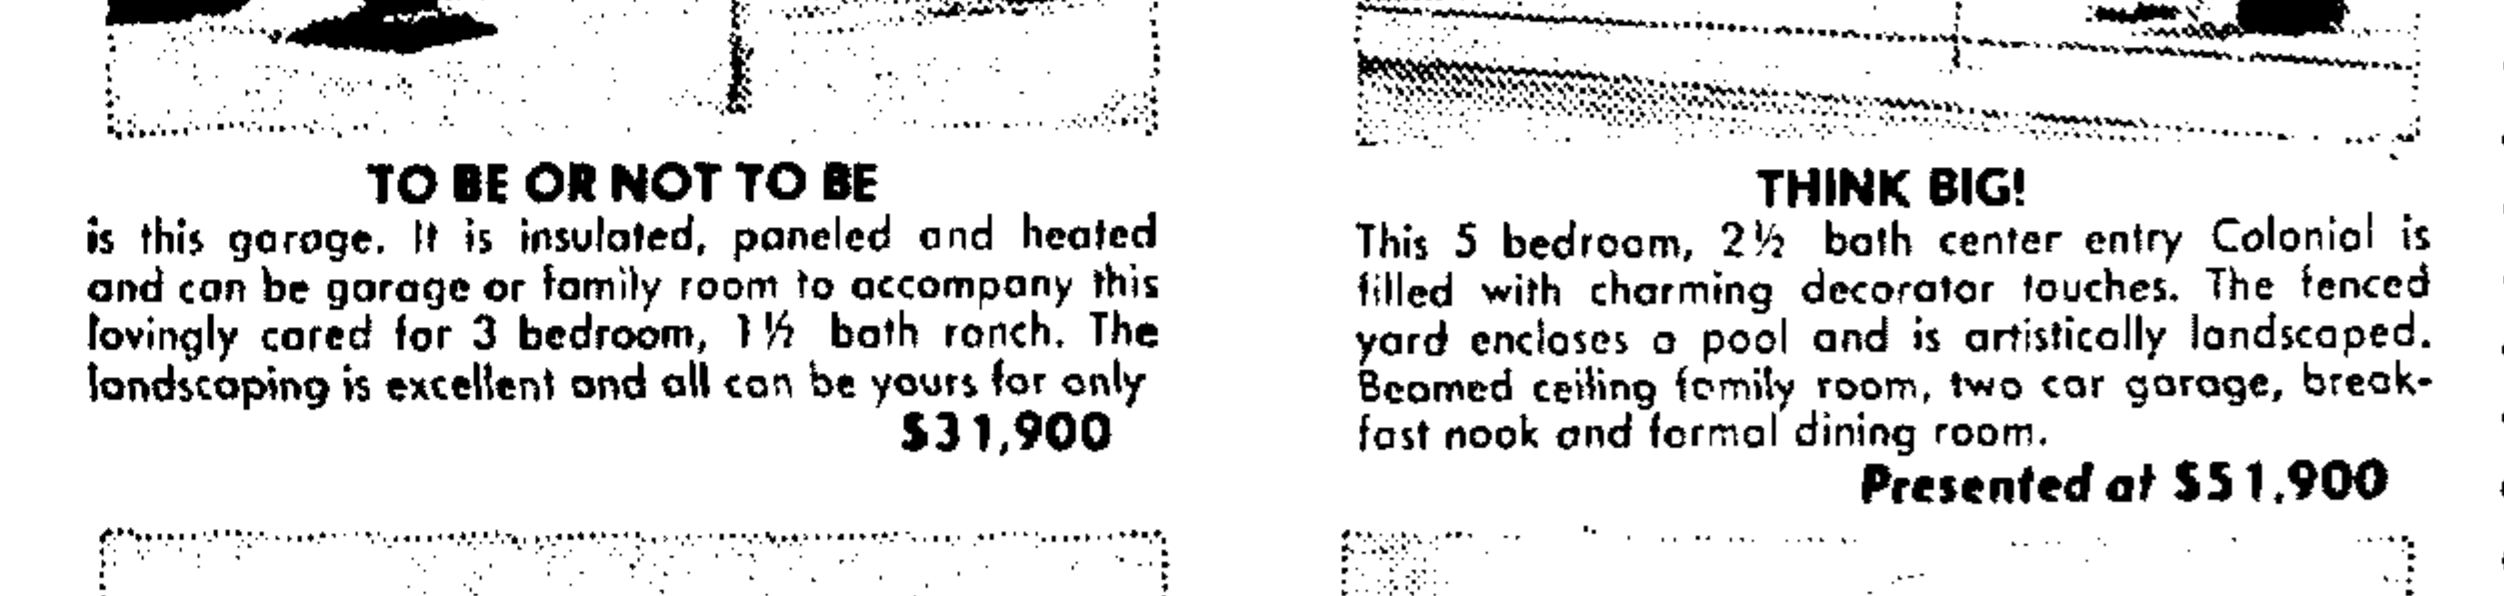 TO BE OR NOT TO BE
is this garage. It is insulated, paneled and heated
and can be garage or family room to accompany this
lovingly cared for 3 bedroom, 1½ bath ranch. The
landscaping is excellent and all can be yours for only
$31,900
THINK BIG!
This 5 bedroom, 2½ bath center entry Colonial is
filled with charming decorator touches. The fenced
yard encloses a pool and is artistically landscaped.
Beamed ceiling family room, two car garage, break-
fast nook and formal dining room.
Presented at $51,900